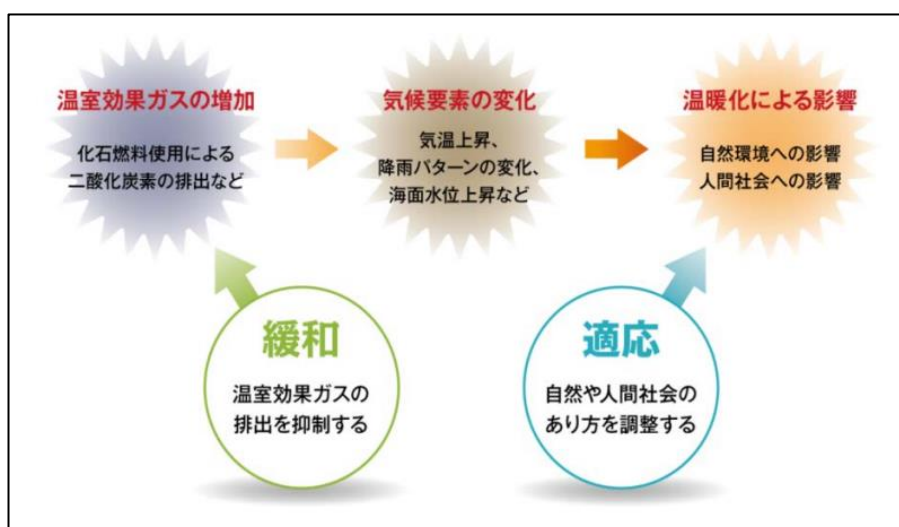 温室効果ガスの増加
化石燃料使用による
二酸化炭素の排出など
気候要素の変化
気温上昇、
降雨パターンの変化、
海面水位上昇など
温暖化による影響
自然環境への影響
人間社会への影響
緩和
温室効果ガスの
排出を抑制する
適応
自然や人間社会の
あり方を調整する